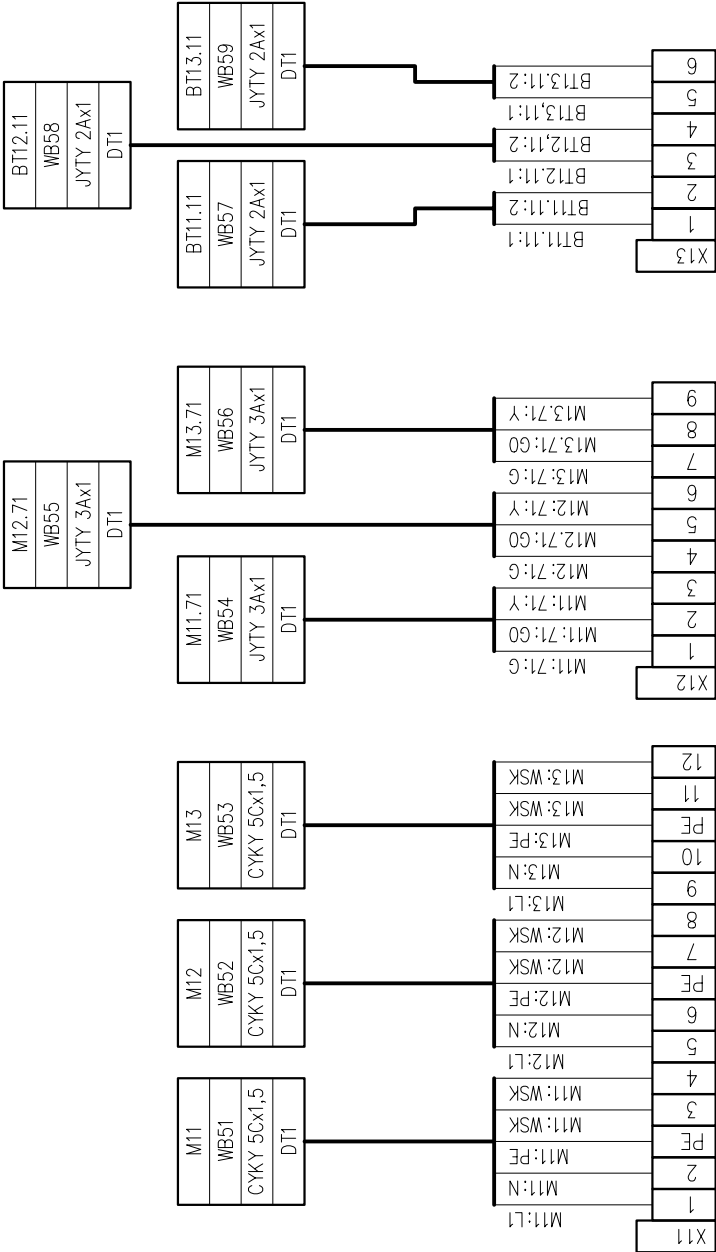 BT12.11
WB58
JYTY 2Ax1
DT1
BT13.11
WB59
JYTY 2Ax1
DT1
BT11.11
WB57
JYTY 2Ax1
DT1
BT13.11:2
BT13,11:1
BT12,11:2
BT12.11:1
BT11.11:2
BT11.11:1
6
5
4
3
2
1
X13
M12.71
WB55
JYTY 3Ax1
DT1
M13.71
WB56
JYTY 3Ax1
DT1
M11.71
WB54
JYTY 3Ax1
DT1
M13.71:Y
M13.71:G0
M13:71:G
M12:71:Y
M12.71:G0
M12:71:G
M11:71:Y
M11:71:G0
M11:71:G
9
8
7
6
5
4
3
2
1
X12
M13
WB53
CYKY 5Cx1,5
DT1
M12
WB52
CYKY 5Cx1,5
DT1
M11
WB51
CYKY 5Cx1,5
DT1
M13:WSK
M13:WSK
M13:PE
M13:N
M13:L1
M12:WSK
M12:WSK
M12:PE
M12:N
M12:L1
M11:WSK
M11:WSK
M11:PE
M11:N
M11:L1
12
11
PE
10
9
8
7
PE
6
5
4
3
PE
2
1
X11